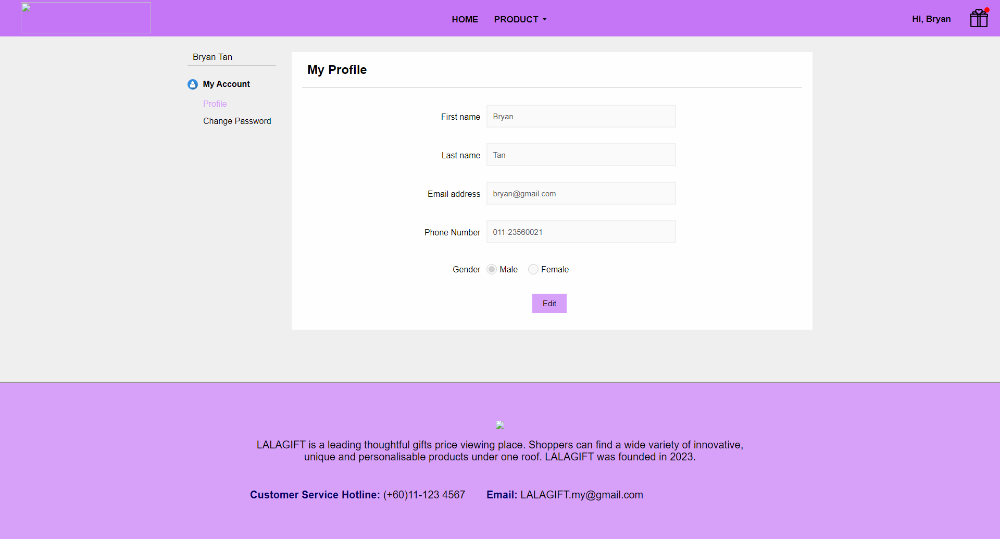 HOME PRODUCT
Hi, Bryan
Bryan Tan
My Account
Profile
Change Password
My Profile
First name Bryan
Last name Tan
Email address bryan@gmail.com
Phone Number 011-23560021
Gender Male Female
Edit
LALAGIFT is a leading thoughtful gifts price viewing place. Shoppers can find a wide variety of innovative,
unique and personalisable products under one roof. LALAGIFT was founded in 2023.
Customer Service Hotline: (+60)11-123 4567 Email: LALAGIFT.my@gmail.com